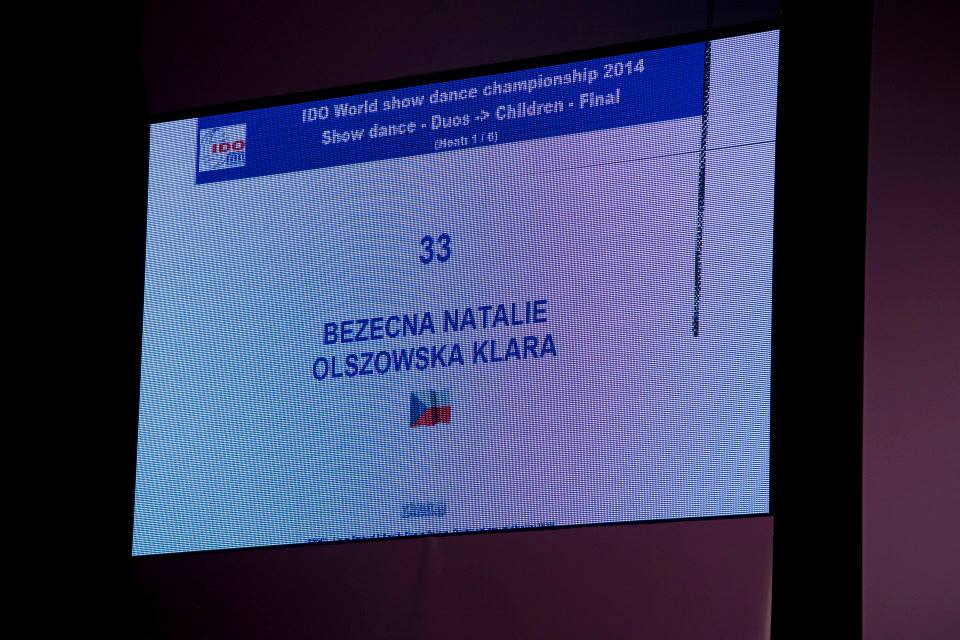 IDO World show dance championship 2014
Show dance - Duos -> Children - Final
(Heat: 1 / 6)
IDO
33
BEZECNA NATALIE
OLSZOWSKA KLARA